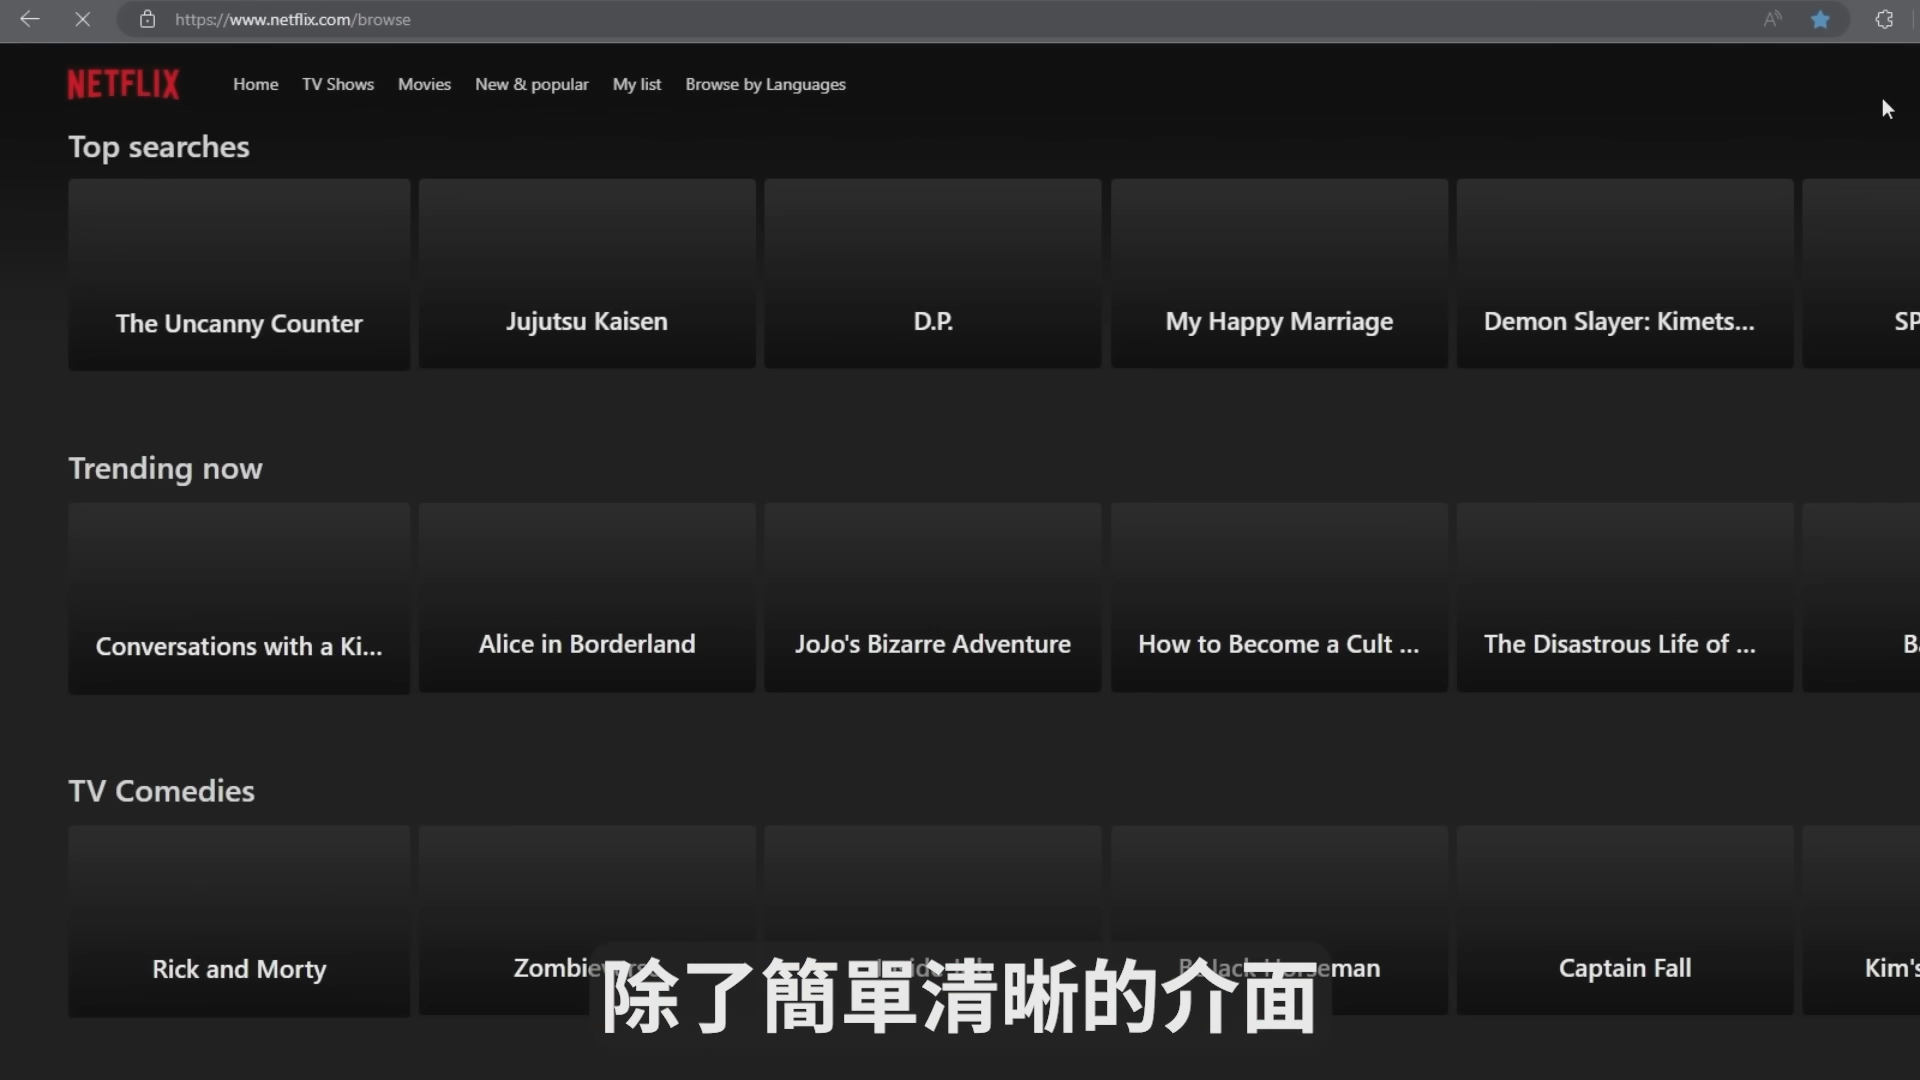 https://www.netflix.com/browse
NETFLIX Home TV Shows Movies New & popular My list Browse by Languages
Top searches
The Uncanny Counter Jujutsu Kaisen D.P. My Happy Marriage Demon Slayer: Kimets... SP
Trending now
Conversations with a Ki... Alice in Borderland JoJo's Bizarre Adventure How to Become a Cult ... The Disastrous Life of ... Ba
TV Comedies
Rick and Morty Captain Fall Kim's
除了簡單清晰的介面